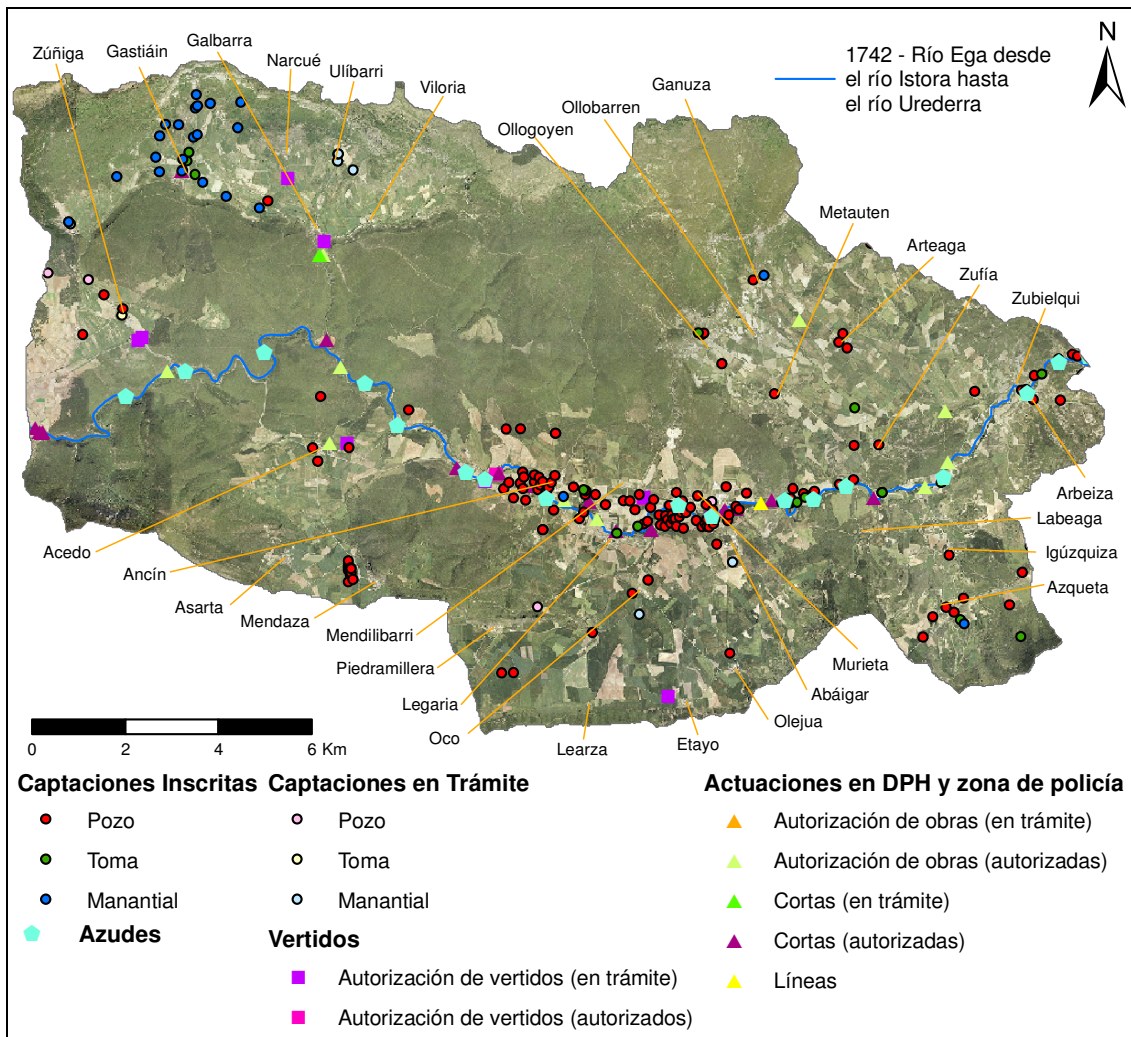 N
1742 - Río Ega desde
el río Istora hasta
el río Urederra
Zúñiga
Gastiáin
Galbarra
Narcué
Ulíbarri
Viloria
Ollogoyen
Ollobarren
Ganuza
Metauten
Arteaga
Zufía
Zubielqui
Acedo
Ancín
Asarta
Mendaza
Mendilibarri
Piedramillera
Legaria
Oco
Learza
Etayo
Olejua
Abáigar
Murieta
Azqueta
Igúzquiza
Labeaga
Arbeiza
0 2 4 6 Km
Captaciones Inscritas
Pozo
Toma
Manantial
Azudes
Captaciones en Trámite
Pozo
Toma
Manantial
Vertidos
Autorización de vertidos (en trámite)
Autorización de vertidos (autorizados)
Actuaciones en DPH y zona de policía
Autorización de obras (en trámite)
Autorización de obras (autorizadas)
Cortas (en trámite)
Cortas (autorizadas)
Líneas